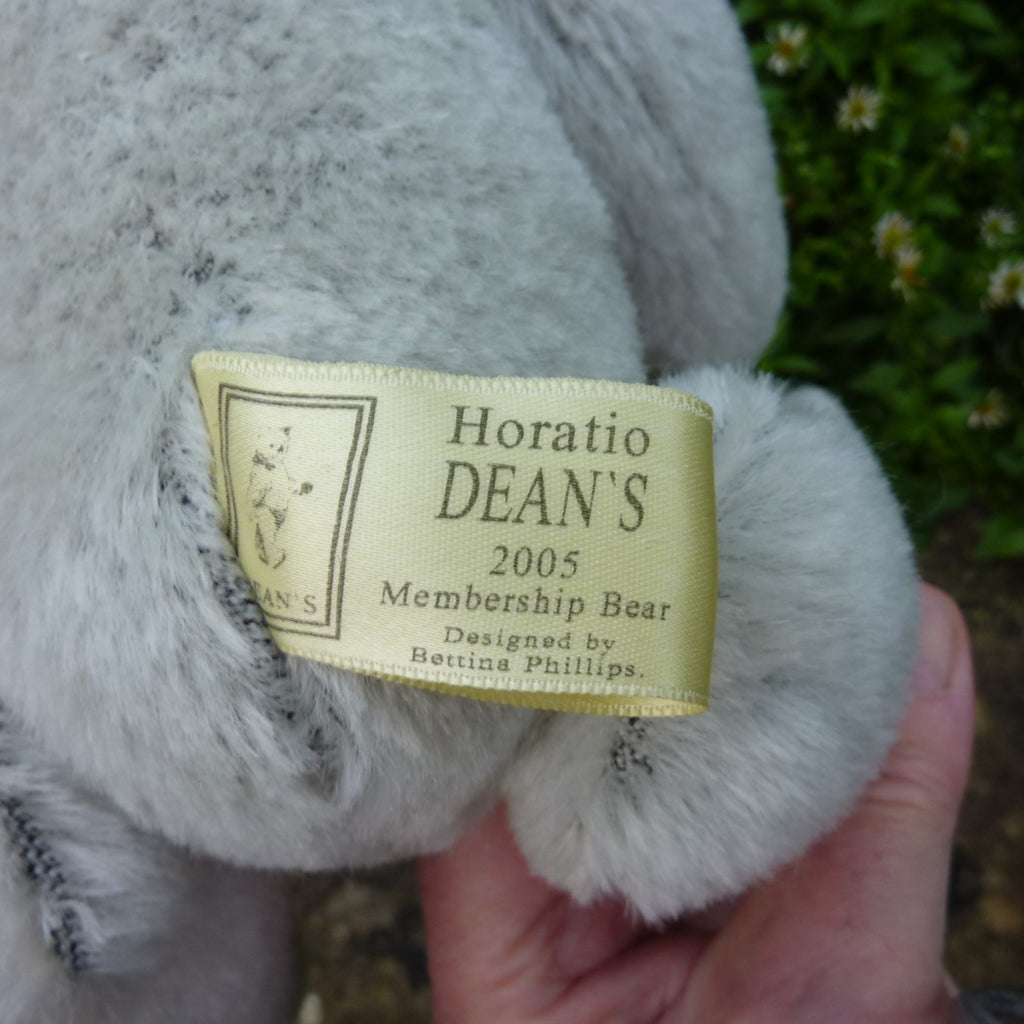 Horatio
DEAN`S
2005
Membership Bear
Designed by
Bettina Phillips.
EAN'S